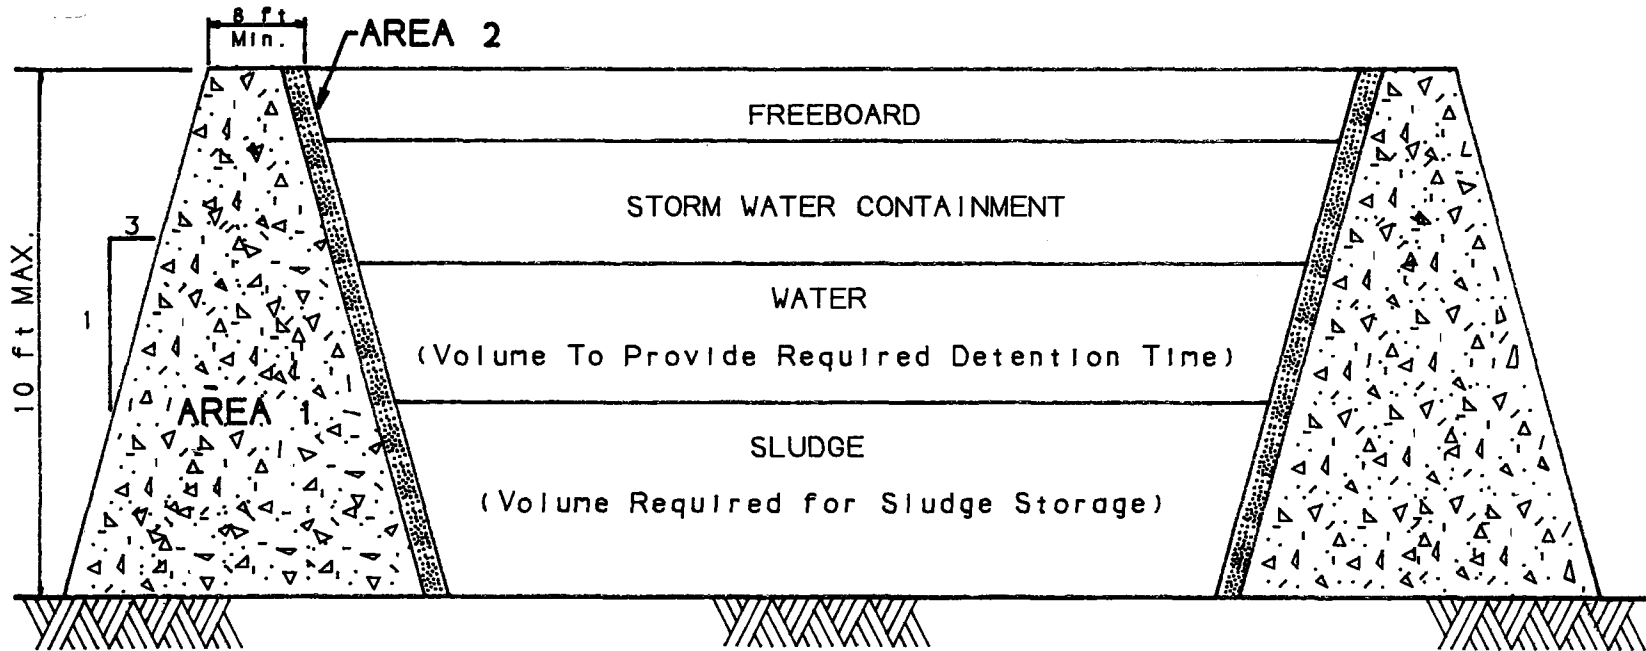 8 ft
Min.
AREA 2
FREEBOARD
STORM WATER CONTAINMENT
3
1
10 ft MAX.
WATER
(Volume To Provide Required Detention Time)
AREA 1
SLUDGE
(Volume Required for Sludge Storage)